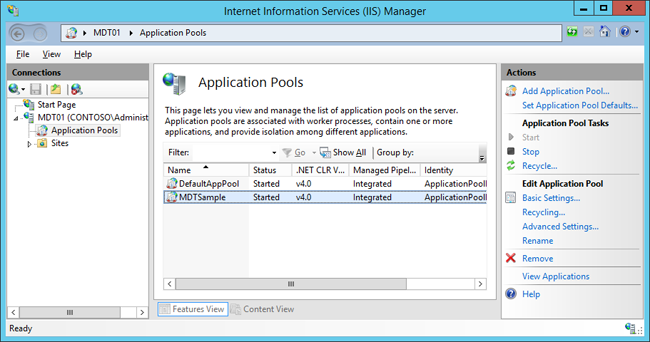 Internet Information Services (IIS) Manager
MDT01 Application Pools
File View Help
Connections
Start Page
MDT01 (CONTOSO\Administ
Application Pools
Sites
Application Pools
This page lets you view and manage the list of application pools on the server.
Application pools are associated with worker processes, contain one or more
applications, and provide isolation among different applications.
Filter: Go Show All Group by:
Name Status .NET CLR V... Managed Pipel... Identity
DefaultAppPool Started v4.0 Integrated ApplicationPoolI
MDTSample Started v4.0 Integrated ApplicationPoolI
Features View Content View
Actions
Add Application Pool...
Set Application Pool Defaults...
Application Pool Tasks
Start
Stop
Recycle...
Edit Application Pool
Basic Settings...
Recycling...
Advanced Settings...
Rename
Remove
View Applications
Help
Ready